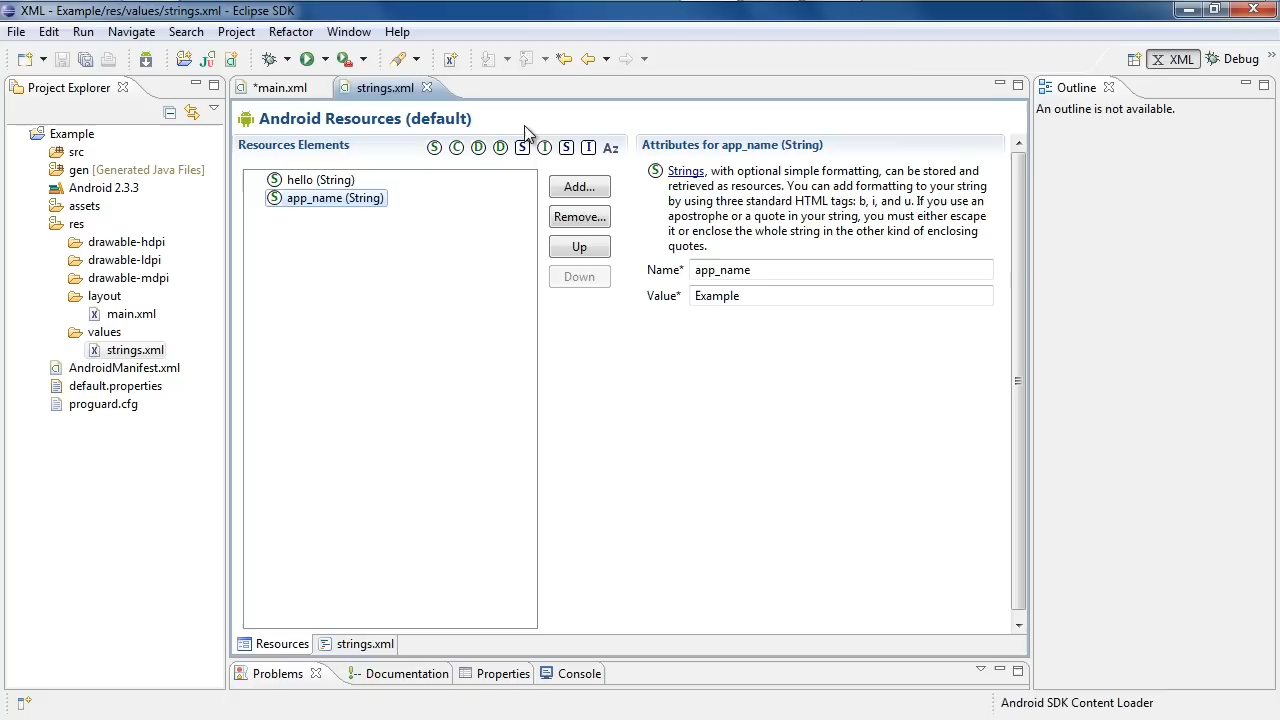 XML - Example/res/values/strings.xml - Eclipse SDK
File Edit Run Navigate Search Project Refactor Window Help
XML Debug
Project Explorer
*main.xml strings.xml
Outline
Android Resources (default)
An outline is not available.
Resources Elements
S C D D S I S I Az
Attributes for app_name (String)
Example
src
gen [Generated Java Files]
Android 2.3.3
assets
res
drawable-hdpi
drawable-ldpi
drawable-mdpi
layout
main.xml
values
strings.xml
AndroidManifest.xml
default.properties
proguard.cfg
S hello (String)
S app_name (String)
Add...
Remove...
Up
Down
S Strings, with optional simple formatting, can be stored and
retrieved as resources. You can add formatting to your string
by using three standard HTML tags: b, i, and u. If you use an
apostrophe or a quote in your string, you must either escape
it or enclose the whole string in the other kind of enclosing
quotes.
Name* app_name
Value* Example
Resources strings.xml
Problems Documentation Properties Console
Android SDK Content Loader